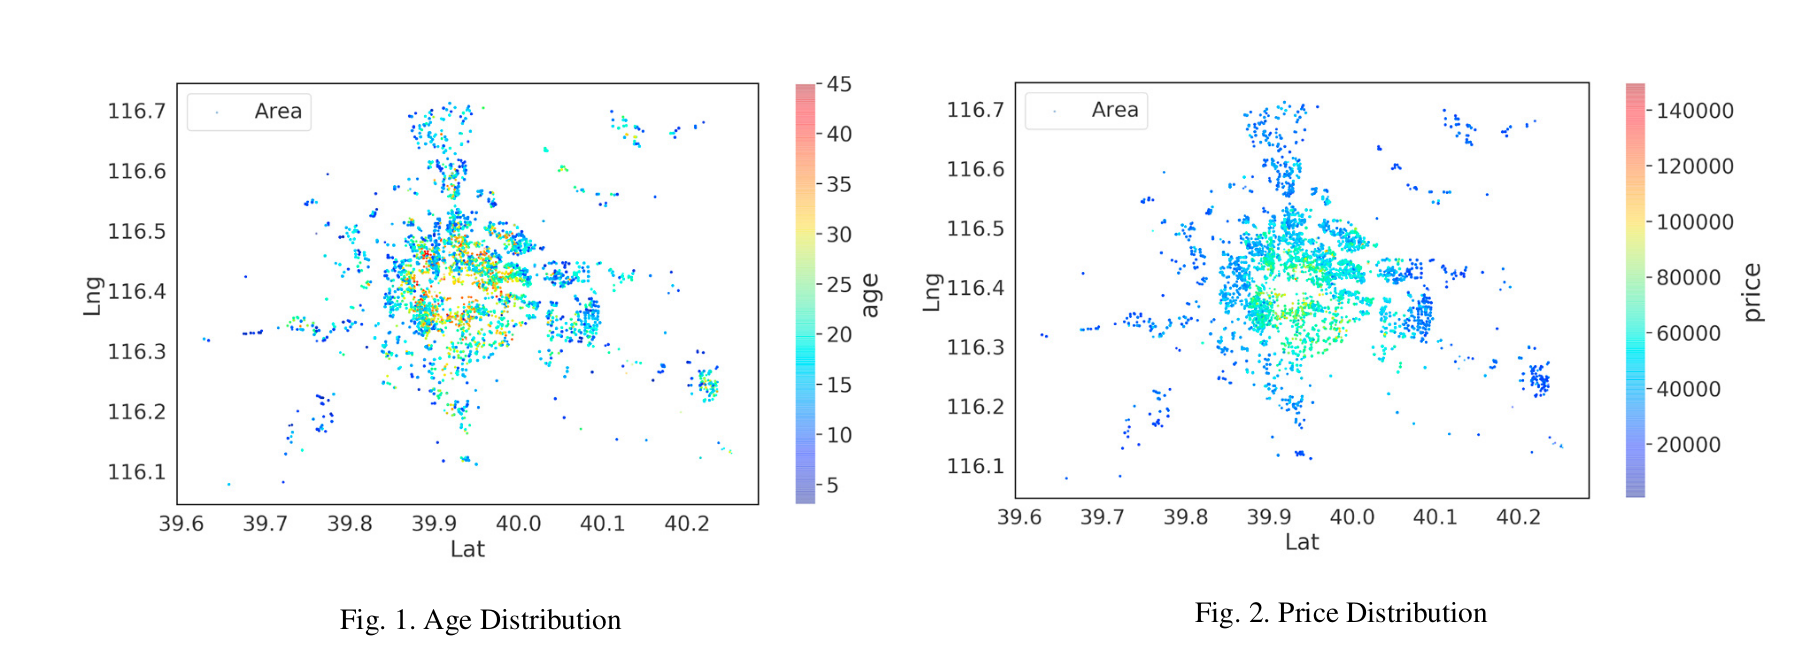 Area
116.7
116.6
116.5
116.4
116.3
116.2
116.1
Lng
39.6 39.7 39.8 39.9 40.0 40.1 40.2
Lat
45
40
35
30
25
20
15
10
5
age
Fig. 1. Age Distribution
Area
116.7
116.6
116.5
116.4
116.3
116.2
116.1
Lng
39.6 39.7 39.8 39.9 40.0 40.1 40.2
Lat
140000
120000
100000
80000
60000
40000
20000
price
Fig. 2. Price Distribution